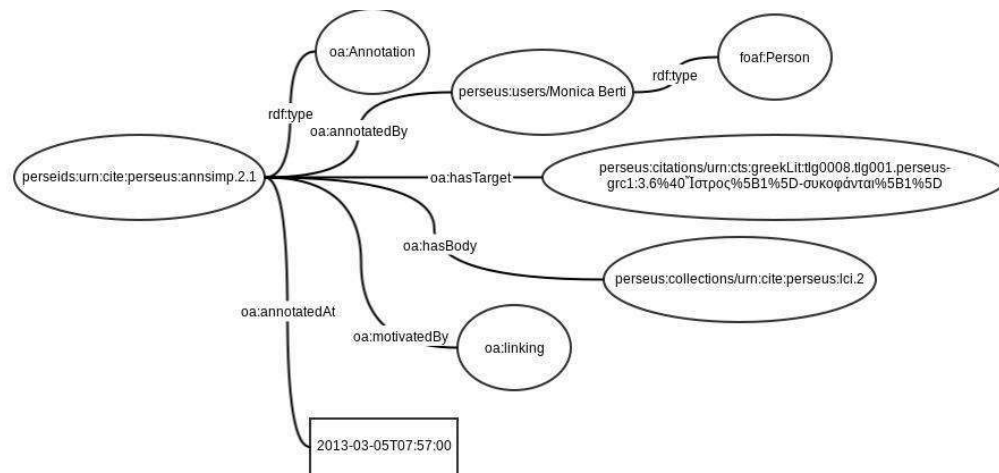 oa:Annotation
foaf:Person
rdf:type
perseus:users/Monica Berti
rdf:type
oa:annotatedBy
perseids:urn:cite:perseus:annsimp.2.1
oa:hasTarget
perseus:citations/urn:cts:greekLit:tlg0008.tlg001.perseus-
grc1:3.6%40Ἴστρος%5B1%5D-συκοφάνται%5B1%5D
oa:hasBody
perseus:collections/urn:cite:perseus:lci.2
oa:annotatedAt
oa:motivatedBy
oa:linking
2013-03-05T07:57:00